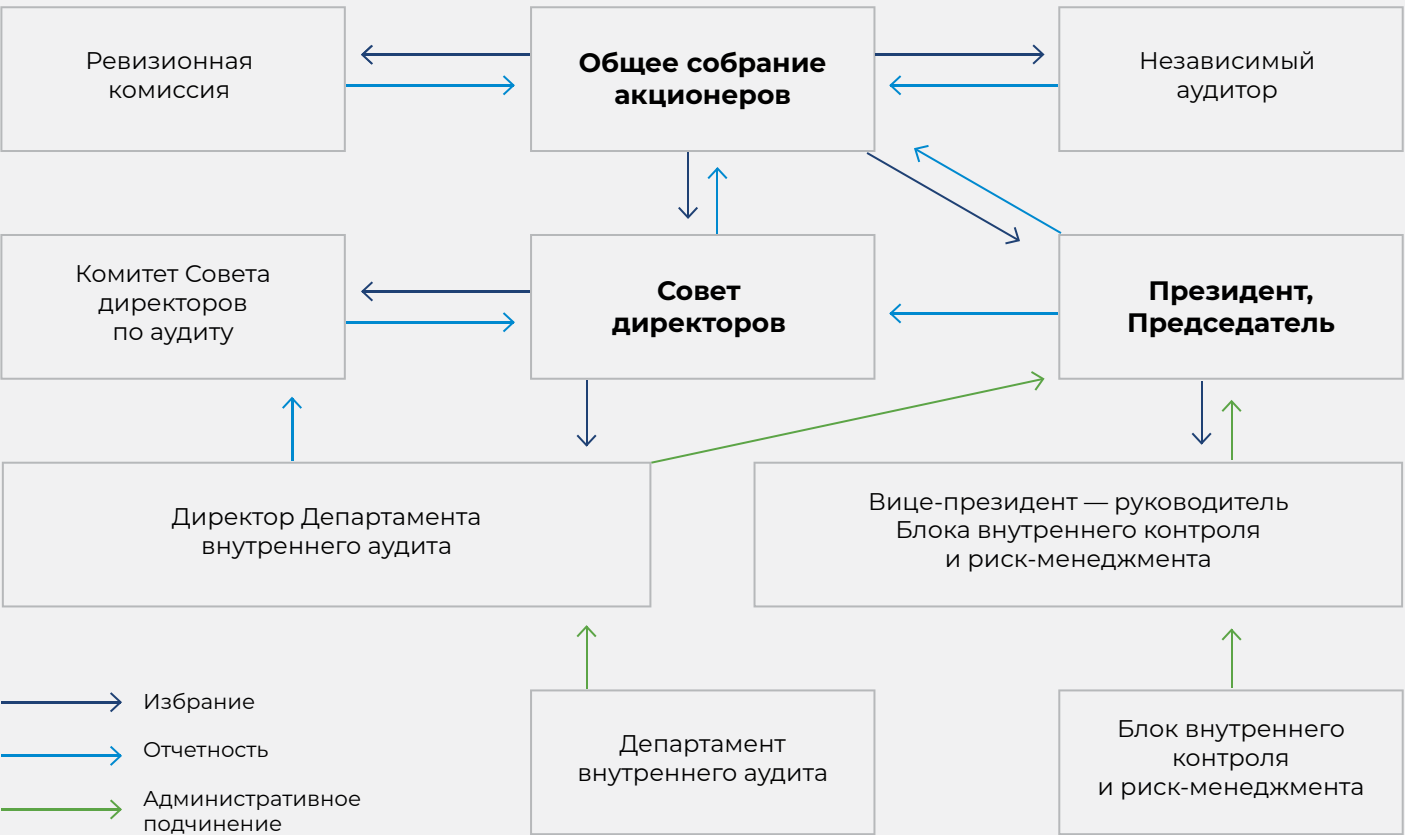 Ревизионная
комиссия
Общее собрание
акционеров
Независимый
аудитор
Комитет Совета
директоров
по аудиту
Совет
директоров
Президент,
Председатель
Директор Департамента
внутреннего аудита
Вице-президент — руководитель
Блока внутреннего контроля
и риск-менеджмента
Избрание
Отчетность
Административное
подчинение
Департамент
внутреннего аудита
Блок внутреннего
контроля
и риск-менеджмента